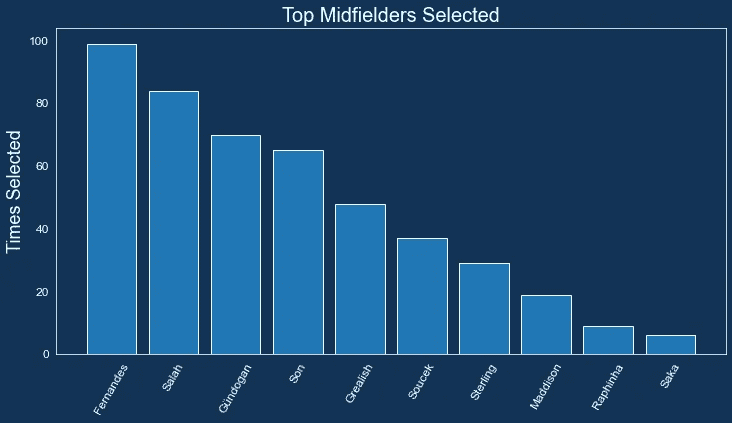 Top Midfielders Selected
Times Selected
100
80
60
40
20
0
Fernandes
Salah
Gündogan
Son
Grealish
Soucek
Sterling
Maddison
Raphinha
Saka